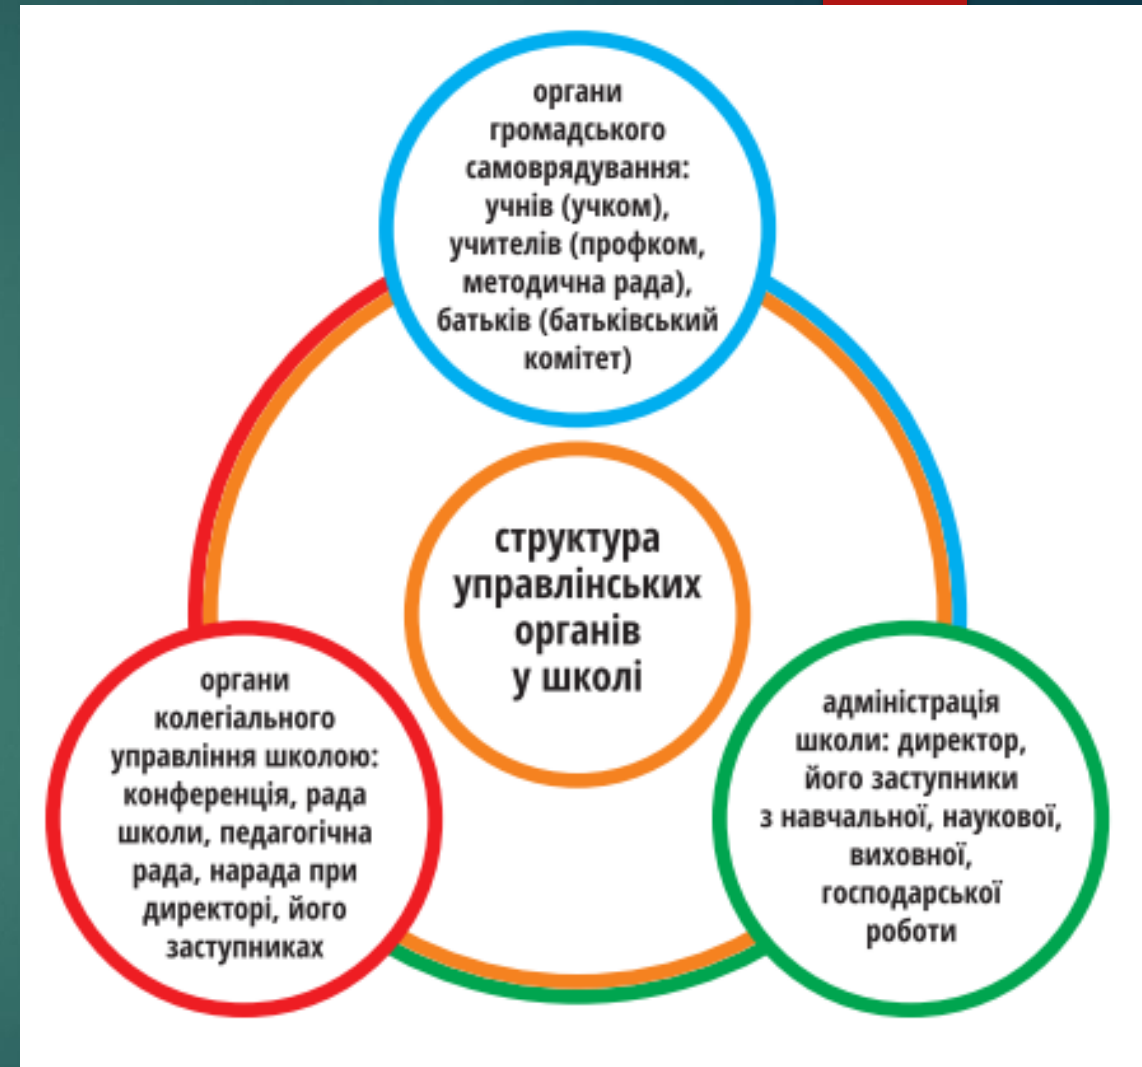 органи
громадського
самоврядування:
учнів (учком),
учителів (профком,
методична рада),
батьків (батьківський
комітет)
структура
управлінських
органів
у школі
органи
колегіального
управління школою:
конференція, рада
школи, педагогічна
рада, нарада при
директорі, його
заступниках
адміністрація
школи: директор,
його заступники
з навчальної, наукової,
виховної,
господарської
роботи